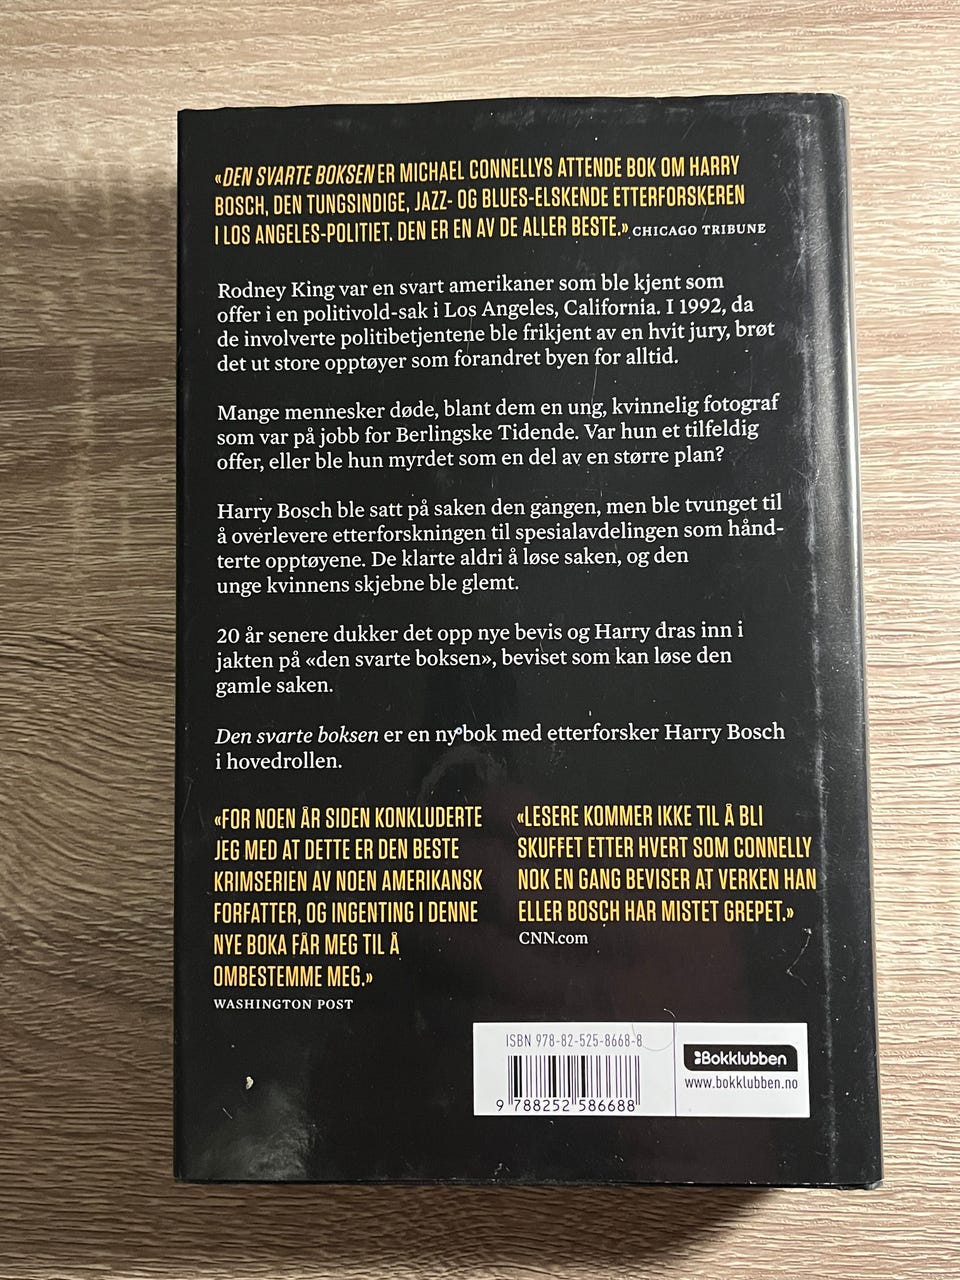 «DEN SVARTE BOKSEN ER MICHAEL CONNELLYS ATTENDE BOK OM HARRY
BOSCH, DEN TUNGSINDIGE, JAZZ- OG BLUES-ELSKENDE ETTERFORSKEREN
I LOS ANGELES-POLITIET. DEN ER EN AV DE ALLER BESTE.» CHICAGO TRIBUNE
Rodney King var en svart amerikaner som ble kjent som
offer i en politivold-sak i Los Angeles, California. I 1992, da
de involverte politibetjentene ble frikjent av en hvit jury, brøt
det ut store opptøyer som forandret byen for alltid.
Mange mennesker døde, blant dem en ung, kvinnelig fotograf
som var på jobb for Berlingske Tidende. Var hun et tilfeldig
offer, eller ble hun myrdet som en del av en større plan?
Harry Bosch ble satt på saken den gangen, men ble tvunget til
å overlevere etterforskningen til spesialavdelingen som hånd-
terte opptøyene. De klarte aldri å løse saken, og den
unge kvinnens skjebne ble glemt.
20 år senere dukker det opp nye bevis og Harry dras inn i
jakten på «den svarte boksen», beviset som kan løse den
gamle saken.
Den svarte boksen er en ny bok med etterforsker Harry Bosch
i hovedrollen.
«FOR NOEN ÅR SIDEN KONKLUDERTE
JEG MED AT DETTE ER DEN BESTE
KRIMSERIEN AV NOEN AMERIKANSK
FORFATTER, OG INGENTING I DENNE
NYE BOKA FÅR MEG TIL Å
OMBESTEMME MEG.»
WASHINGTON POST
«LESERE KOMMER IKKE TIL Å BLI
SKUFFET ETTER HVERT SOM CONNELLY
NOK EN GANG BEVISER AT VERKEN HAN
ELLER BOSCH HAR MISTET GREPET.»
CNN.com
ISBN 978-82-525-8668-8
9 788252 586688
Bokklubben
www.bokklubben.no